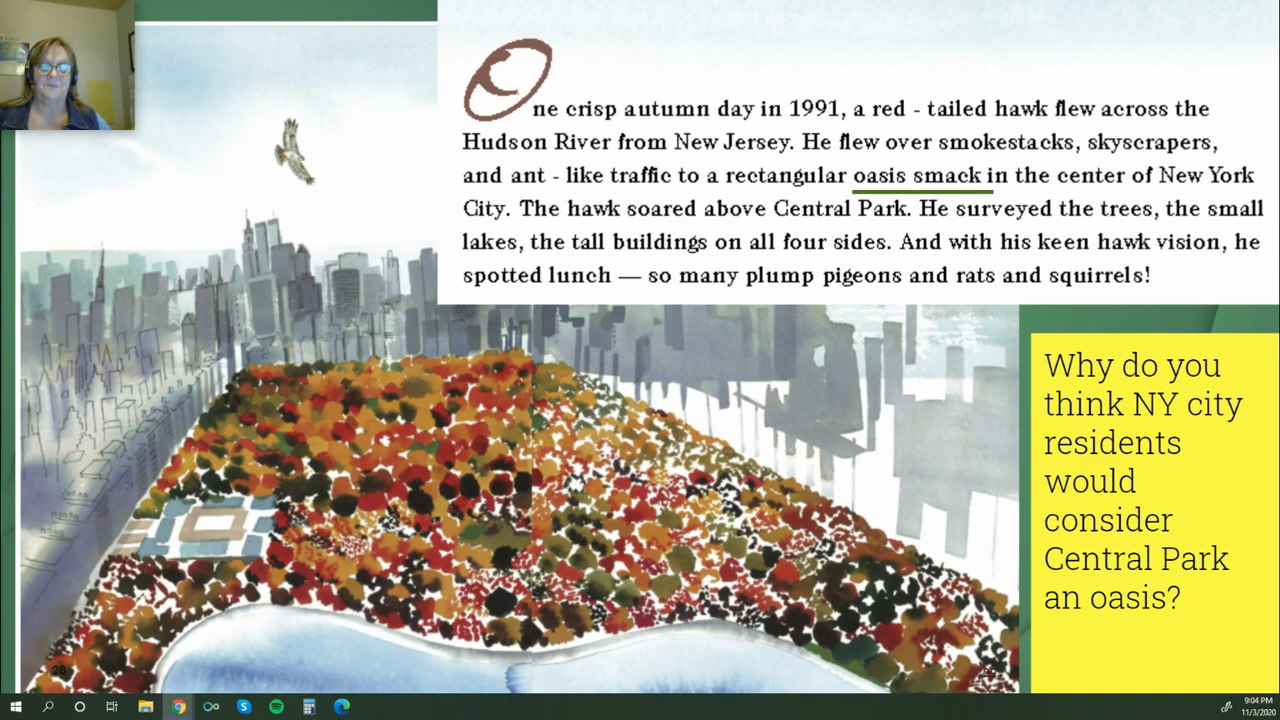 One crisp autumn day in 1991, a red - tailed hawk flew across the
Hudson River from New Jersey. He flew over smokestacks, skyscrapers,
and ant - like traffic to a rectangular oasis smack in the center of New York
City. The hawk soared above Central Park. He surveyed the trees, the small
lakes, the tall buildings on all four sides. And with his keen hawk vision, he
spotted lunch — so many plump pigeons and rats and squirrels!
Why do you
think NY city
residents
would
consider
Central Park
an oasis?
28
9:04 PM
11/3/2020